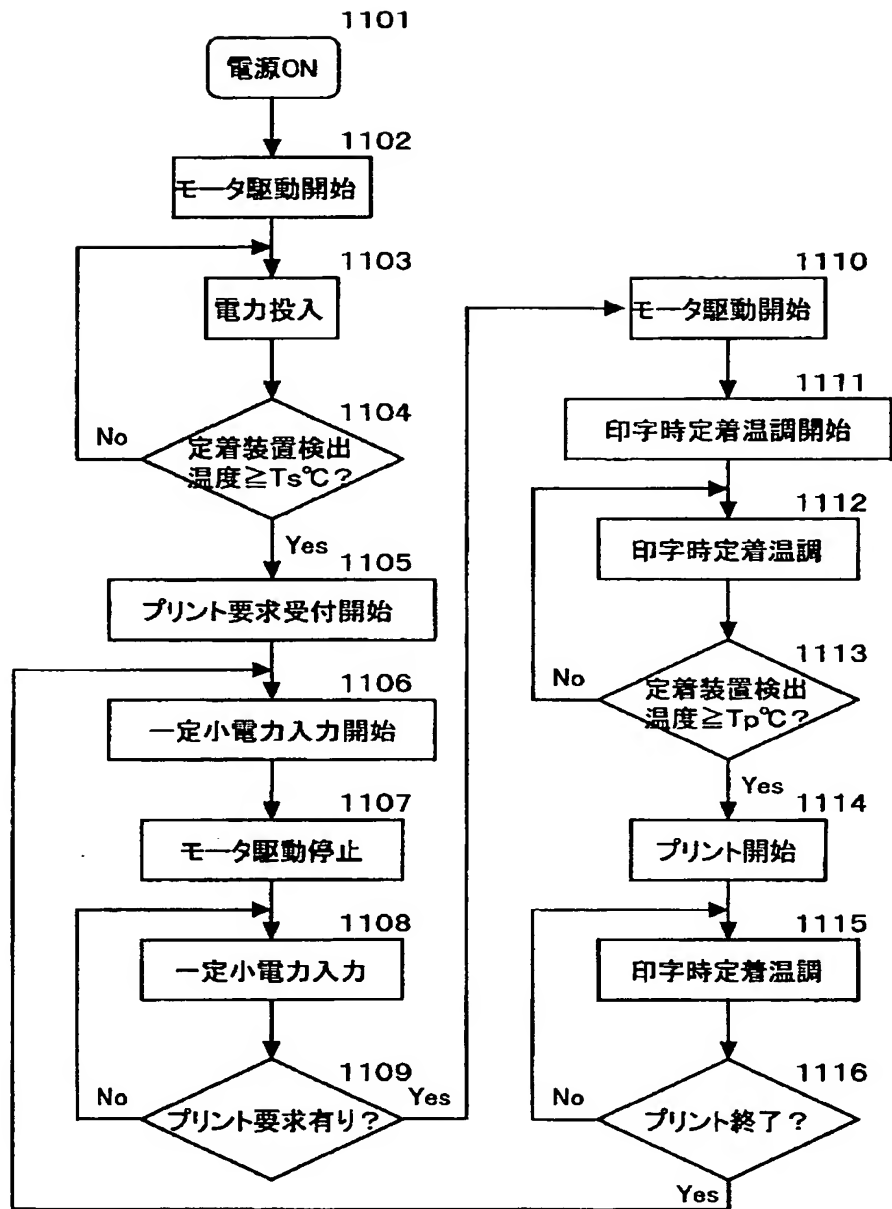 1101
電源ON
1102
モータ駆動開始
1103
電力投入
1104
定着装置検出
温度≧Ts℃?
No
Yes
1105
プリント要求受付開始
1106
一定小電力入力開始
1107
モータ駆動停止
1108
一定小電力入力
1109
プリント要求有り?
No
Yes
1110
モータ駆動開始
1111
印字時定着温調開始
1112
印字時定着温調
1113
定着装置検出
温度≧Tp℃?
No
Yes
1114
プリント開始
1115
印字時定着温調
1116
プリント終了?
No
Yes